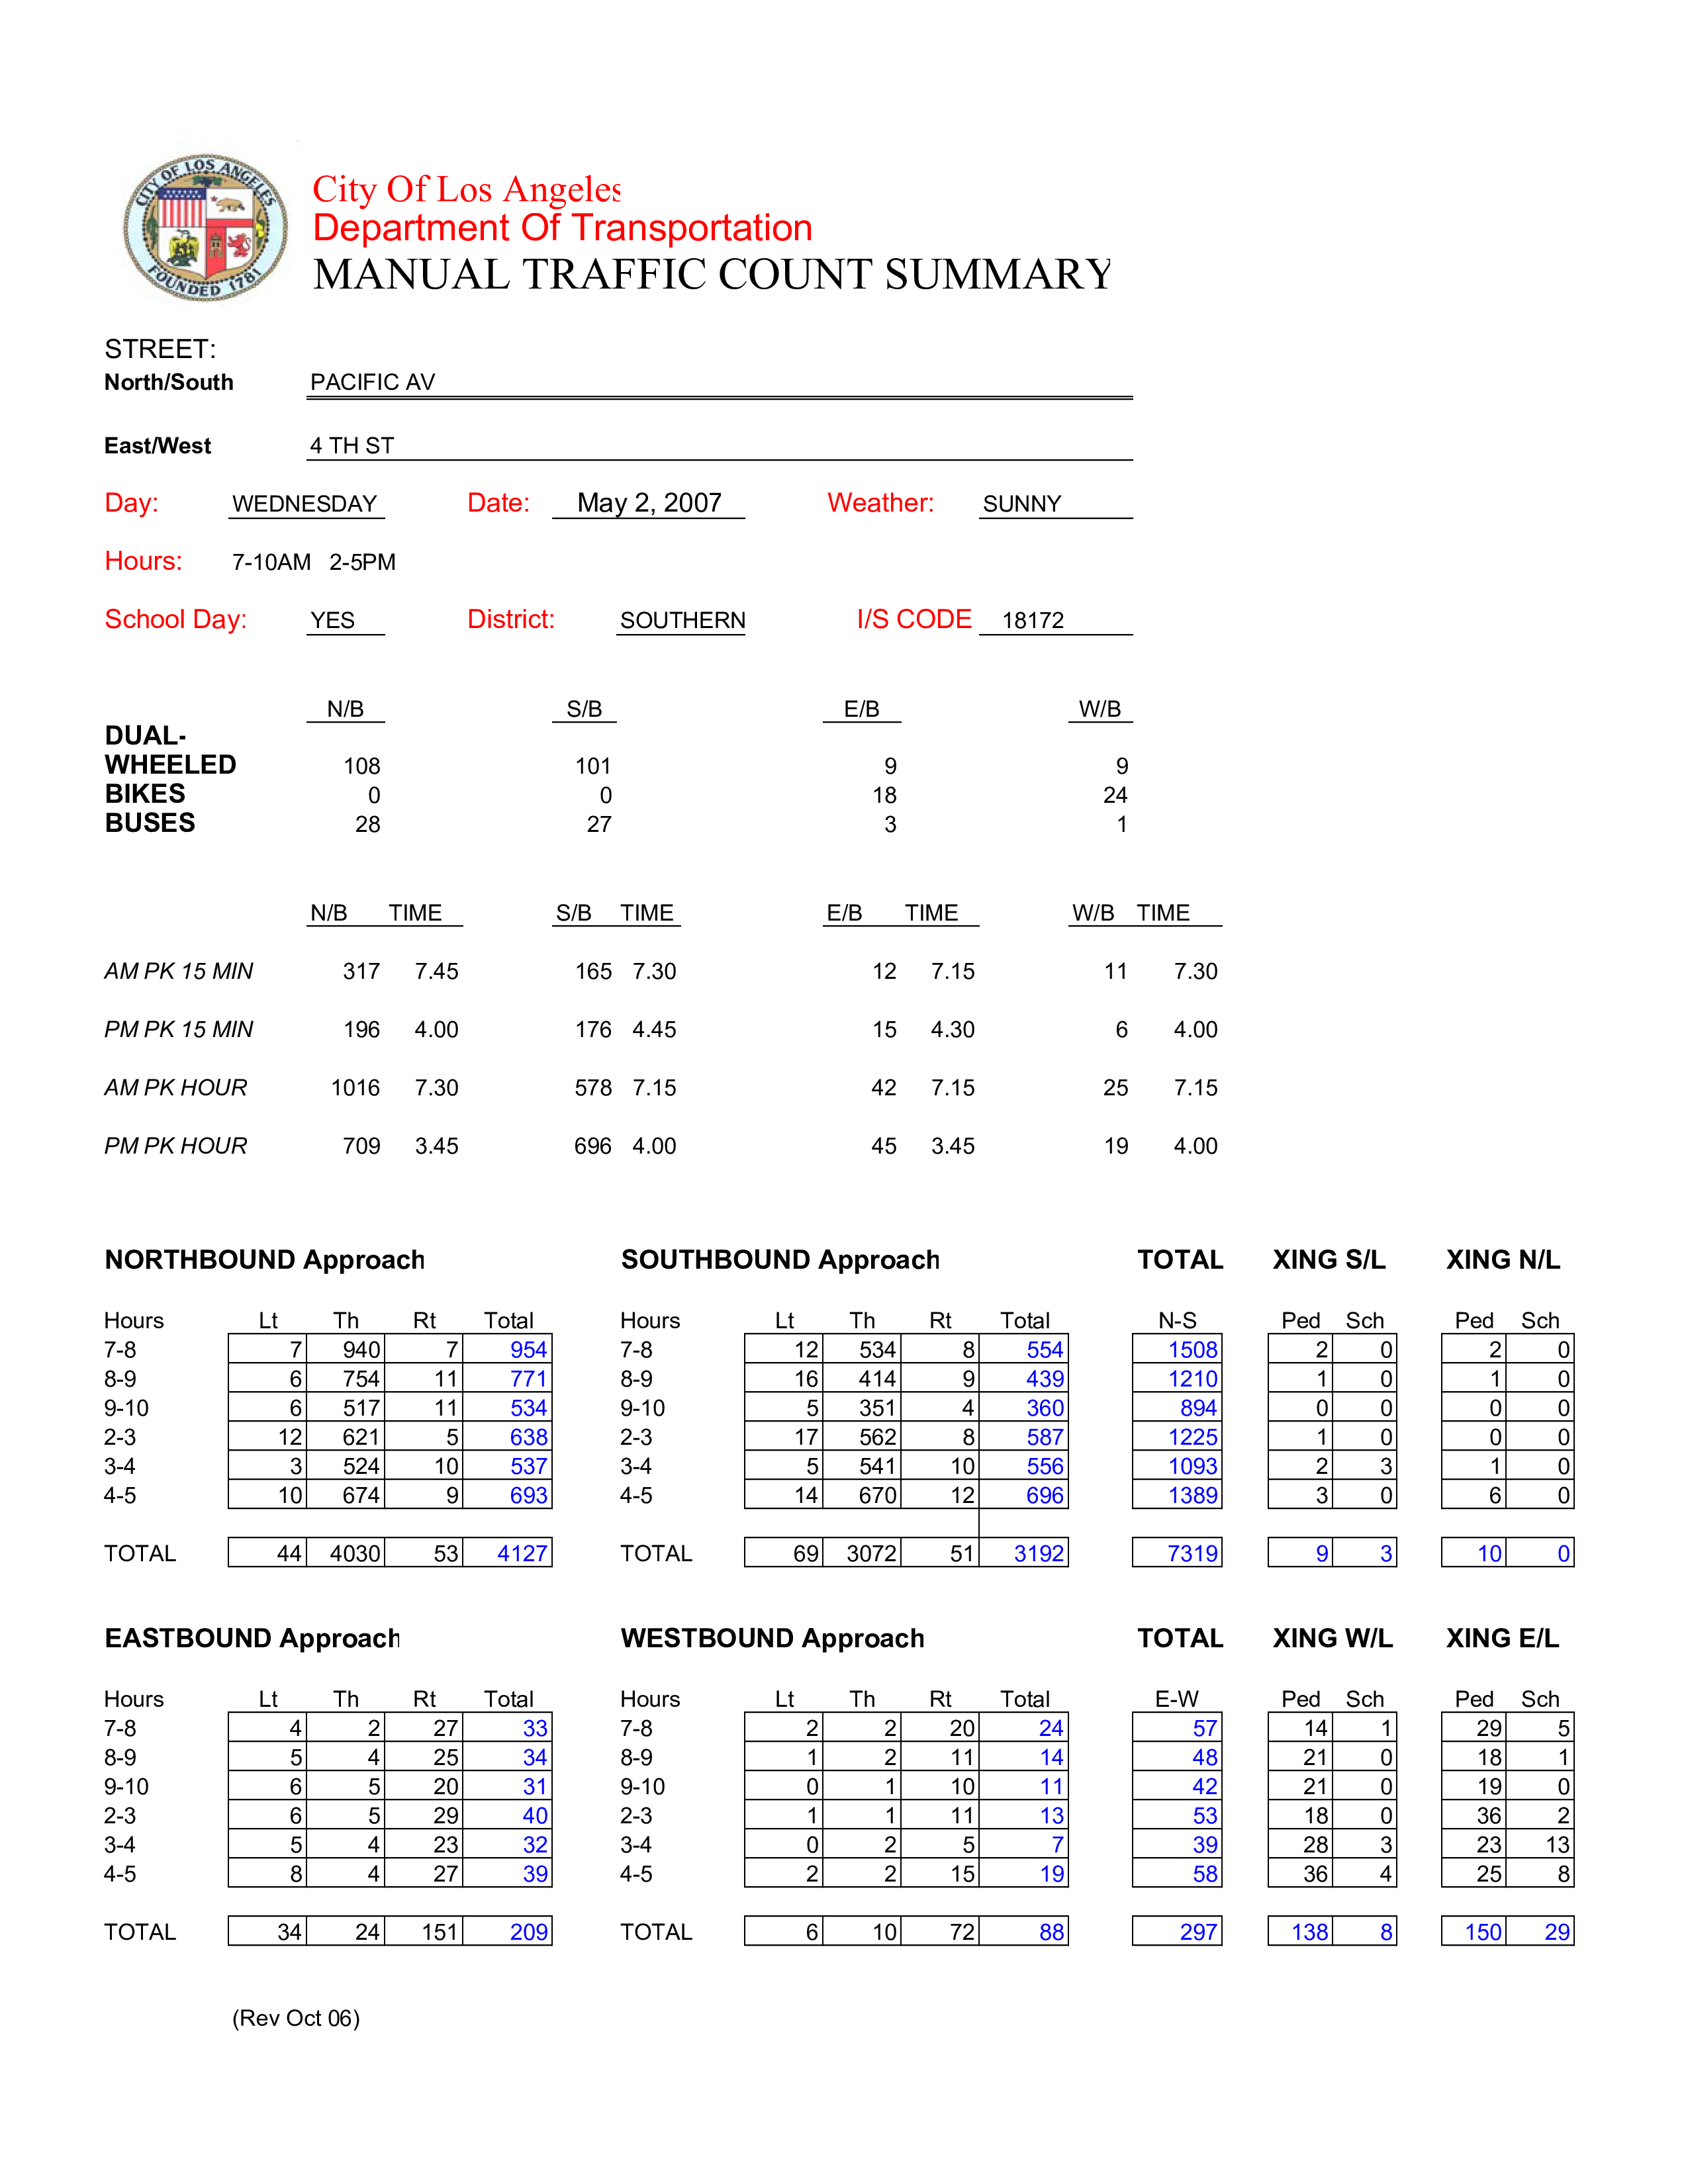 CITY OF LOS ANGELES
FOUNDED 1781
City Of Los Angeles
Department Of Transportation
MANUAL TRAFFIC COUNT SUMMARY
STREET:
North/South PACIFIC AV
East/West 4 TH ST
Day: WEDNESDAY Date: May 2, 2007 Weather: SUNNY
Hours: 7-10AM 2-5PM
School Day: YES District: SOUTHERN I/S CODE 18172
N/B S/B E/B W/B
DUAL-
WHEELED 108 101 9 9
BIKES 0 0 18 24
BUSES 28 27 3 1
N/B TIME S/B TIME E/B TIME W/B TIME
AM PK 15 MIN 317 7.45 165 7.30 12 7.15 11 7.30
PM PK 15 MIN 196 4.00 176 4.45 15 4.30 6 4.00
AM PK HOUR 1016 7.30 578 7.15 42 7.15 25 7.15
PM PK HOUR 709 3.45 696 4.00 45 3.45 19 4.00
NORTHBOUND Approach SOUTHBOUND Approach TOTAL XING S/L XING N/L
Hours Lt Th Rt Total Hours Lt Th Rt Total N-S Ped Sch Ped Sch
7-8 7 940 7 954 7-8 12 534 8 554 1508 2 0 2 0
8-9 6 754 11 771 8-9 16 414 9 439 1210 1 0 1 0
9-10 6 517 11 534 9-10 5 351 4 360 894 0 0 0 0
2-3 12 621 5 638 2-3 17 562 8 587 1225 1 0 0 0
3-4 3 524 10 537 3-4 5 541 10 556 1093 2 3 1 0
4-5 10 674 9 693 4-5 14 670 12 696 1389 3 0 6 0
TOTAL 44 4030 53 4127 TOTAL 69 3072 51 3192 7319 9 3 10 0
EASTBOUND Approach WESTBOUND Approach TOTAL XING W/L XING E/L
Hours Lt Th Rt Total Hours Lt Th Rt Total E-W Ped Sch Ped Sch
7-8 4 2 27 33 7-8 2 2 20 24 57 14 1 29 5
8-9 5 4 25 34 8-9 1 2 11 14 48 21 0 18 1
9-10 6 5 20 31 9-10 0 1 10 11 42 21 0 19 0
2-3 6 5 29 40 2-3 1 1 11 13 53 18 0 36 2
3-4 5 4 23 32 3-4 0 2 5 7 39 28 3 23 13
4-5 8 4 27 39 4-5 2 2 15 19 58 36 4 25 8
TOTAL 34 24 151 209 TOTAL 6 10 72 88 297 138 8 150 29
(Rev Oct 06)